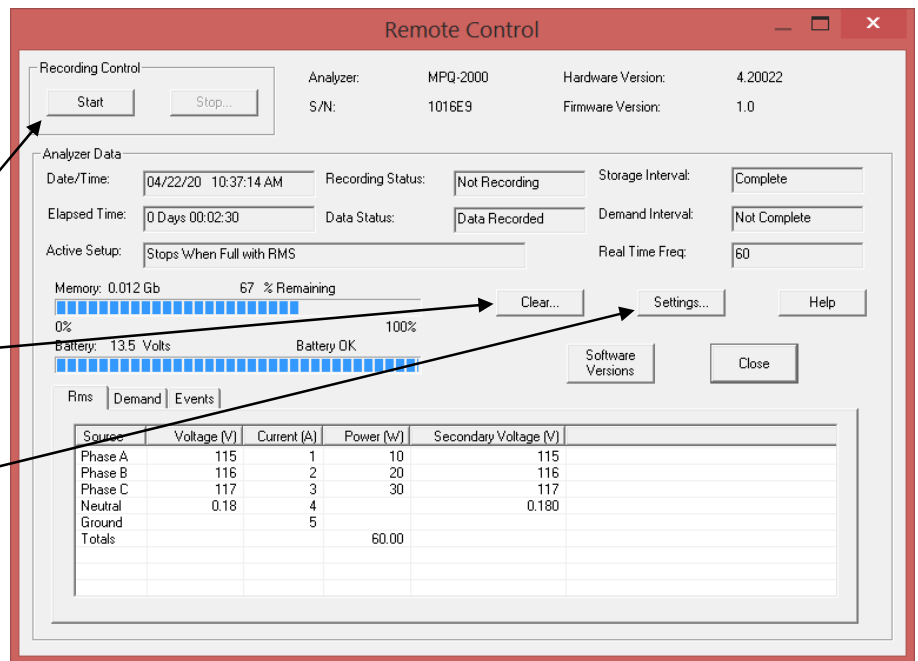 Remote Control
Recording Control
Start Stop...
Analyzer: MPQ-2000 Hardware Version: 4.20022
S/N: 1016E9 Firmware Version: 1.0
Analyzer Data
Date/Time: 04/22/20 10:37:14 AM Recording Status: Not Recording Storage Interval: Complete
Elapsed Time: 0 Days 00:02:30 Data Status: Data Recorded Demand Interval: Not Complete
Active Setup: Stops When Full with RMS Real Time Freq: 60
Memory: 0.012 Gb 67 % Remaining
Clear... Settings... Help
0% 100%
Battery: 13.5 Volts Battery OK
Software Versions Close
Rms Demand Events
Source Voltage (V) Current (A) Power (W) Secondary Voltage (V)
Phase A 115 1 10 115
Phase B 116 2 20 116
Phase C 117 3 30 117
Neutral 0.18 4 0.180
Ground 5
Totals 60.00